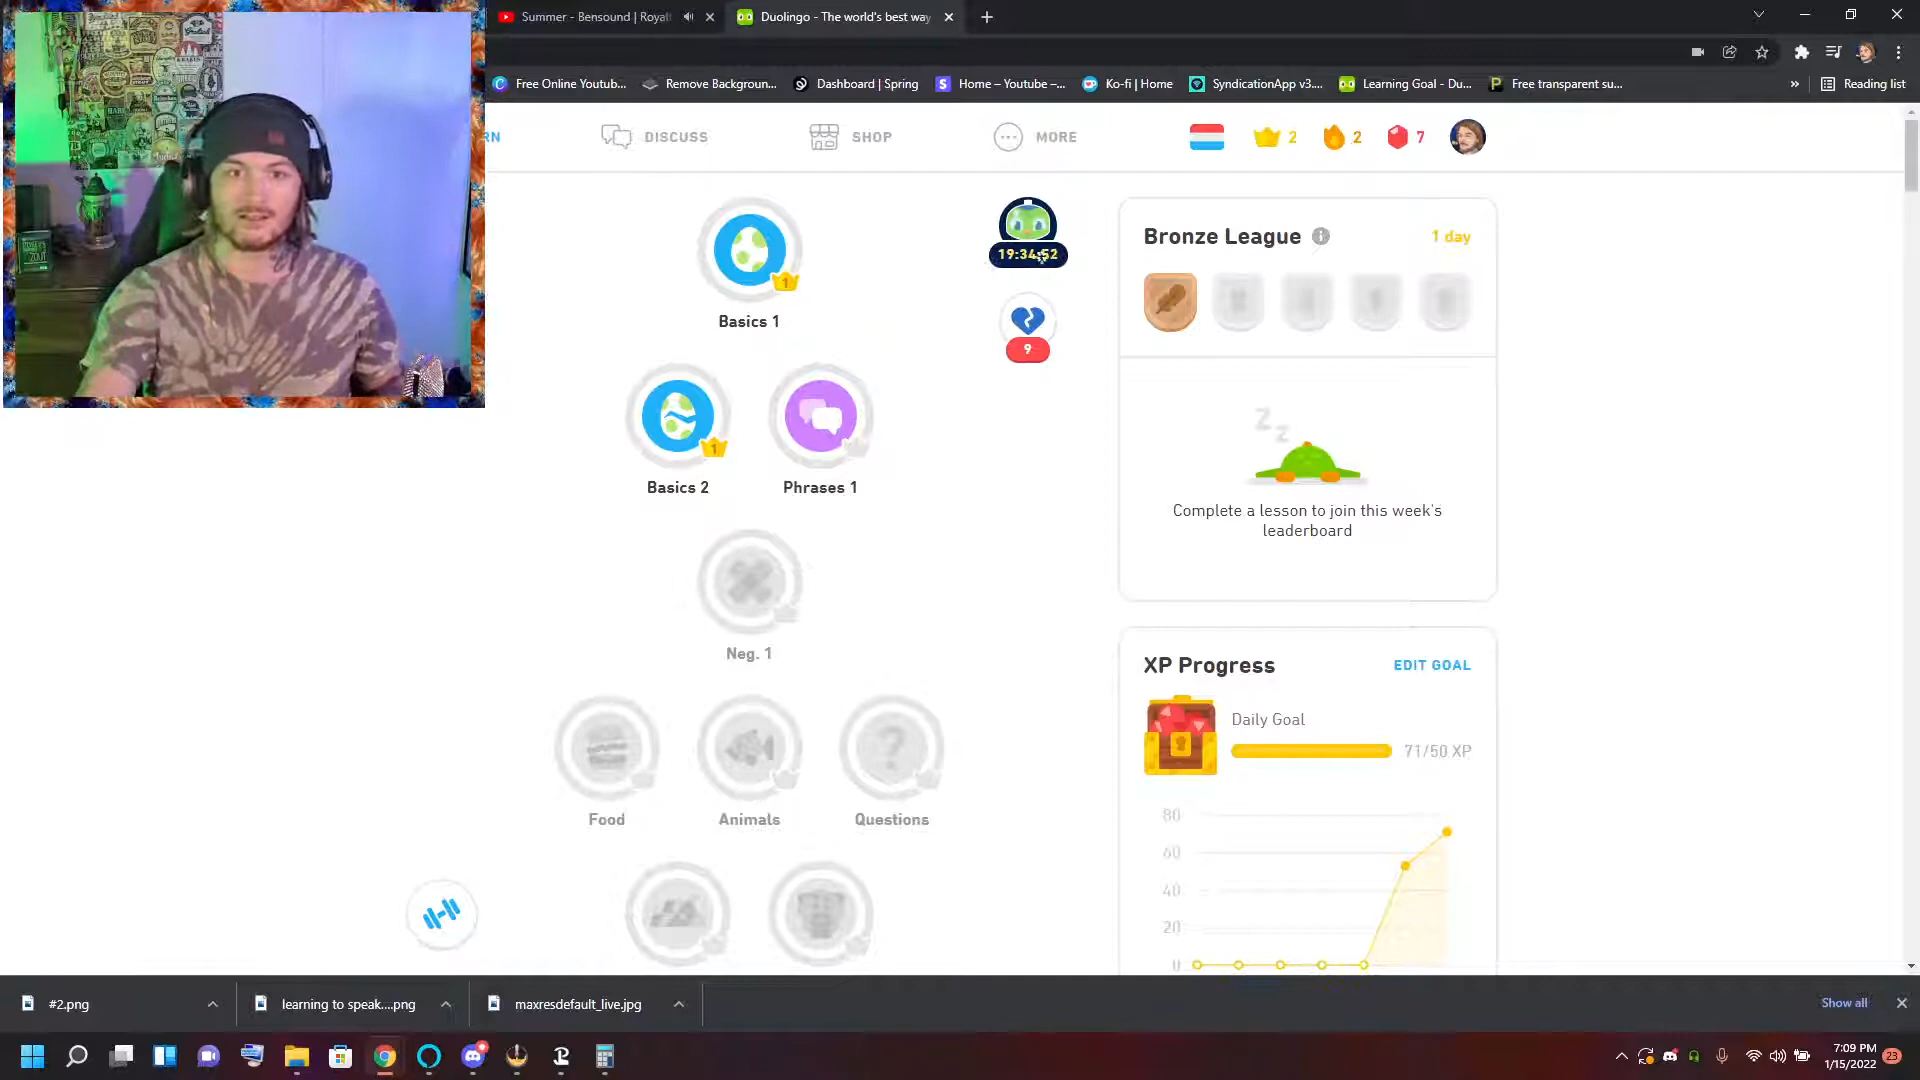 Summer - Bensound | Royalt
Duolingo - The world's best way
Free Online Youtub...
Remove Backgroun...
Dashboard | Spring
Home – Youtube –...
Ko-fi | Home
SyndicationApp v3....
Learning Goal - Du...
Free transparent su...
»
Reading list
RN
DISCUSS
SHOP
MORE
2
2
7
19:34:52
9
1
Basics 1
1
Basics 2
Phrases 1
Neg. 1
Food
Animals
Questions
Bronze League
1 day
Z
Z
Complete a lesson to join this week's
leaderboard
XP Progress
EDIT GOAL
Daily Goal
71/50 XP
80
60
40
20
0
#2.png
learning to speak....png
maxresdefault_live.jpg
Show all
7:09 PM
1/15/2022
23